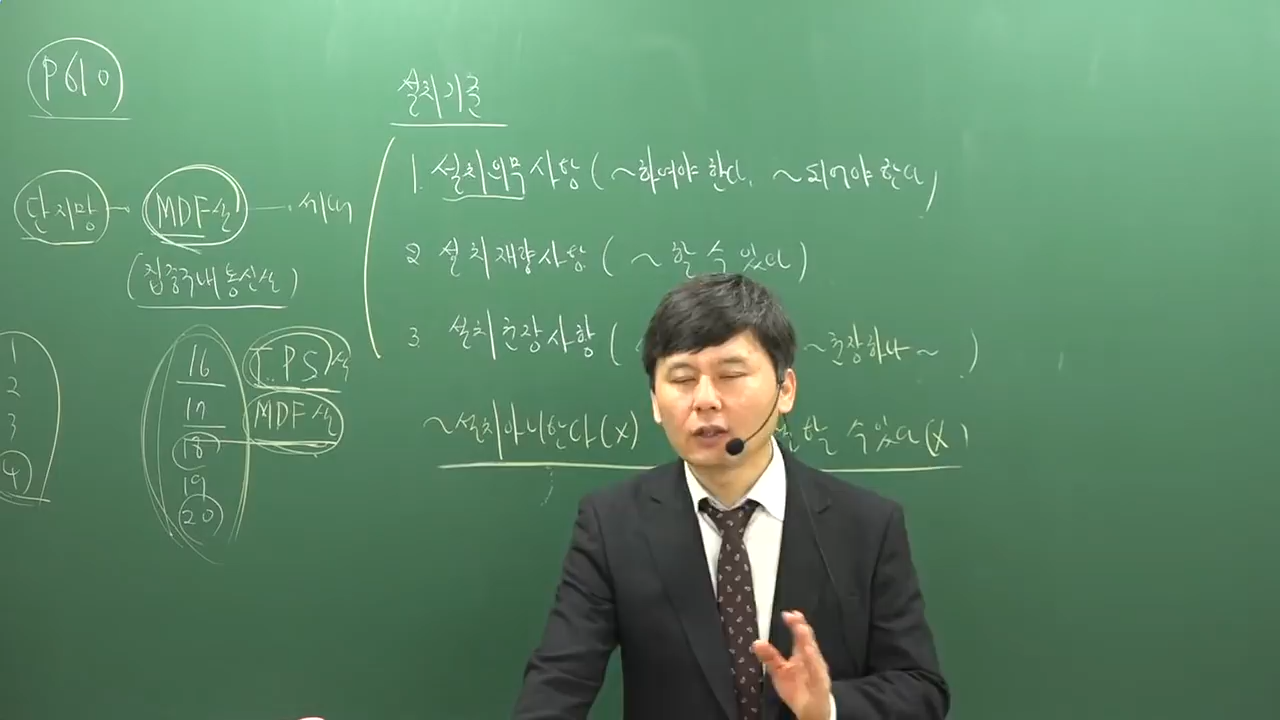 P610
단지망 MDF실 세대
(집중구내통신실)
1
2
3
4
16
17
18
19
20
T.P.S실
MDF실
설치기준
1. 설치의무사항 (~하여야 한다, ~되어야 한다)
2 설치재량사항 (~할 수 있다)
3 설치권장사항 ( ~권장하나~ )
~설치아니한다(X)
할 수 있다(X)